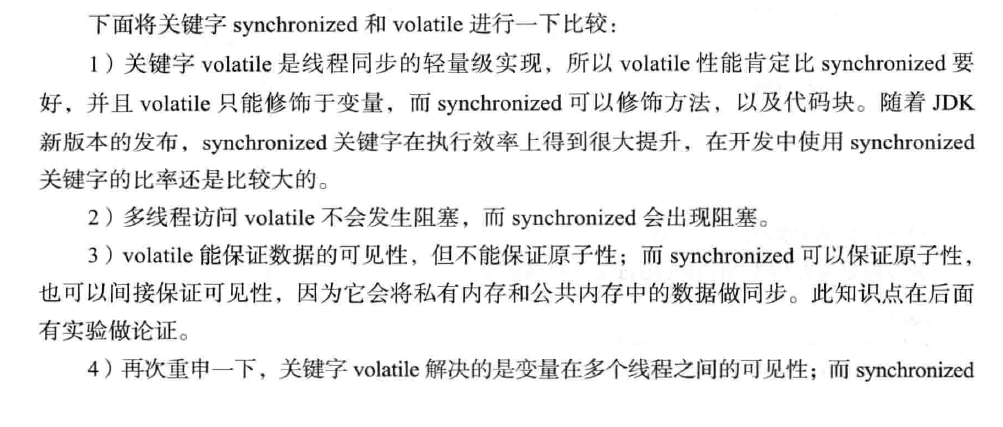 下面将关键字 synchronized 和 volatile 进行一下比较：
1）关键字 volatile 是线程同步的轻量级实现，所以 volatile 性能肯定比 synchronized 要
好，并且 volatile 只能修饰于变量，而 synchronized 可以修饰方法，以及代码块。随着 JDK
新版本的发布，synchronized 关键字在执行效率上得到很大提升，在开发中使用 synchronized
关键字的比率还是比较大的。
2）多线程访问 volatile 不会发生阻塞，而 synchronized 会出现阻塞。
3）volatile 能保证数据的可见性，但不能保证原子性；而 synchronized 可以保证原子性，
也可以间接保证可见性，因为它会将私有内存和公共内存中的数据做同步。此知识点在后面
有实验做论证。
4）再次重申一下，关键字 volatile 解决的是变量在多个线程之间的可见性；而 synchronized